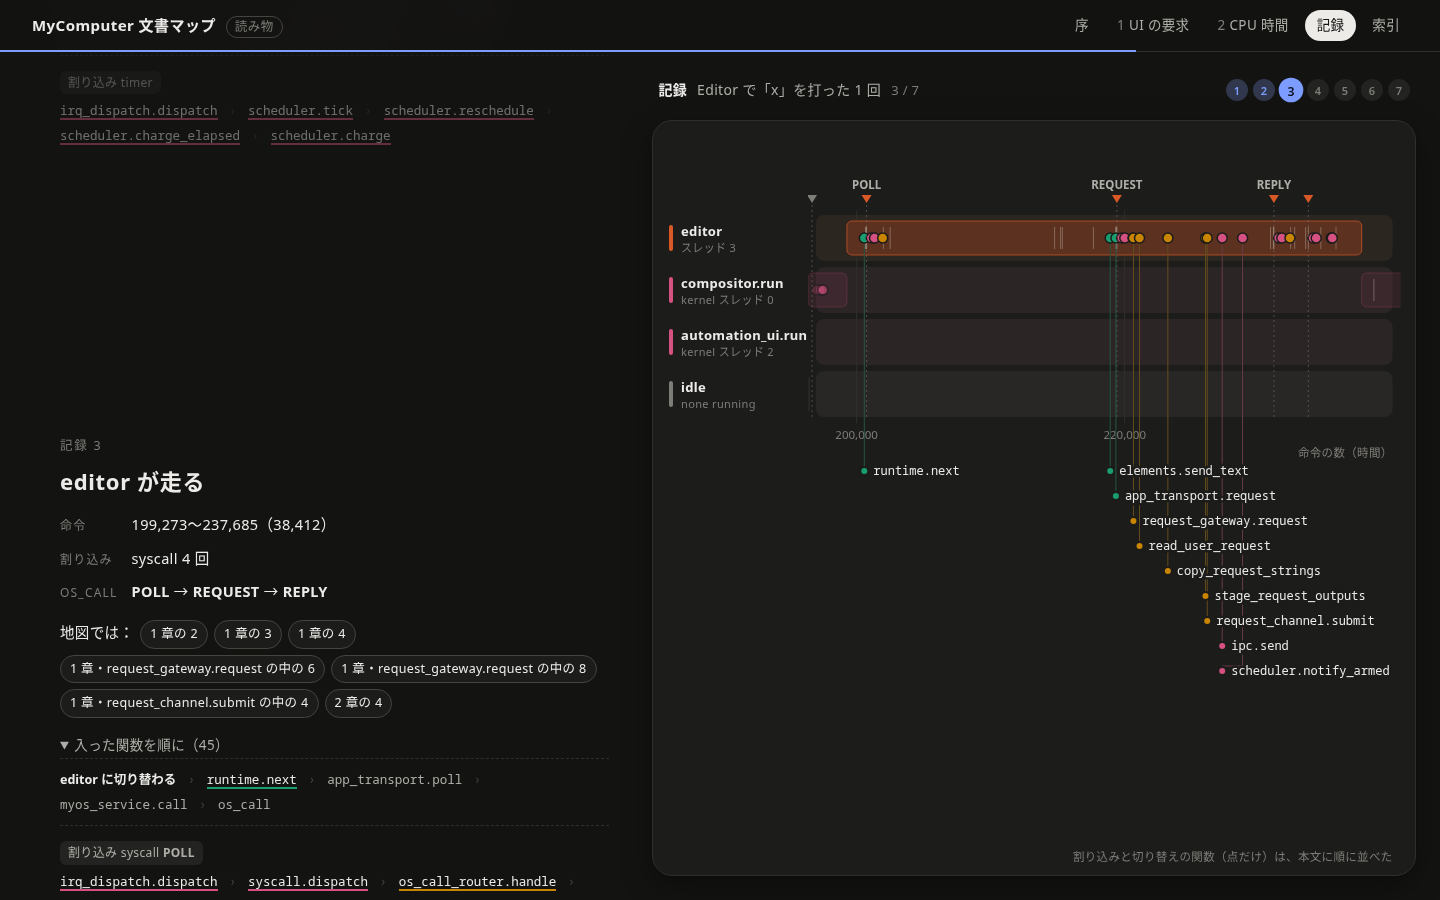 MyComputer 文書マップ 読み物
序 1 UI の要求 2 CPU 時間 記録 索引
割り込み timer
irq_dispatch.dispatch › scheduler.tick › scheduler.reschedule ›
scheduler.charge_elapsed › scheduler.charge
記録 3
editor が走る
命令 199,273〜237,685（38,412）
割り込み syscall 4 回
OS_CALL POLL → REQUEST → REPLY
地図では： 1 章の 2 1 章の 3 1 章の 4
1 章・request_gateway.request の中の 6 1 章・request_gateway.request の中の 8
1 章・request_channel.submit の中の 4 2 章の 4
▼ 入った関数を順に（45）
editor に切り替わる › runtime.next › app_transport.poll ›
myos_service.call › os_call
割り込み syscall POLL
irq_dispatch.dispatch › syscall.dispatch › os_call_router.handle ›
記録 Editor で「x」を打った 1 回 3 / 7
1 2 3 4 5 6 7
POLL REQUEST REPLY
editor
スレッド 3
compositor.run
kernel スレッド 0
automation_ui.run
kernel スレッド 2
idle
none running
200,000 220,000
命令の数（時間）
runtime.next elements.send_text
app_transport.request
request_gateway.request
read_user_request
copy_request_strings
stage_request_outputs
request_channel.submit
ipc.send
scheduler.notify_armed
割り込みと切り替えの関数（点だけ）は、本文に順に並べた